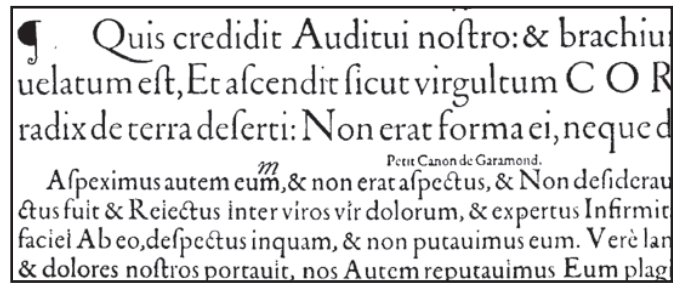 ¶. Quis credidit Auditui noſtro: & brachiu
uelatum eſt, Et aſcendit ſicut virgultum C O R
radix de terra deſerti: Non erat forma ei, neque d
Petit Canon de Garamond.
m
Aſpeximus autem eum, & non erat aſpectus, & Non deſiderau
ctus fuit & Reiectus inter viros vir dolorum, & expertus Infirmit
faciei Ab eo, deſpectus inquam, & non putauimus eum. Verè lan
& dolores noſtros portauit, nos Autem reputauimus Eum plag